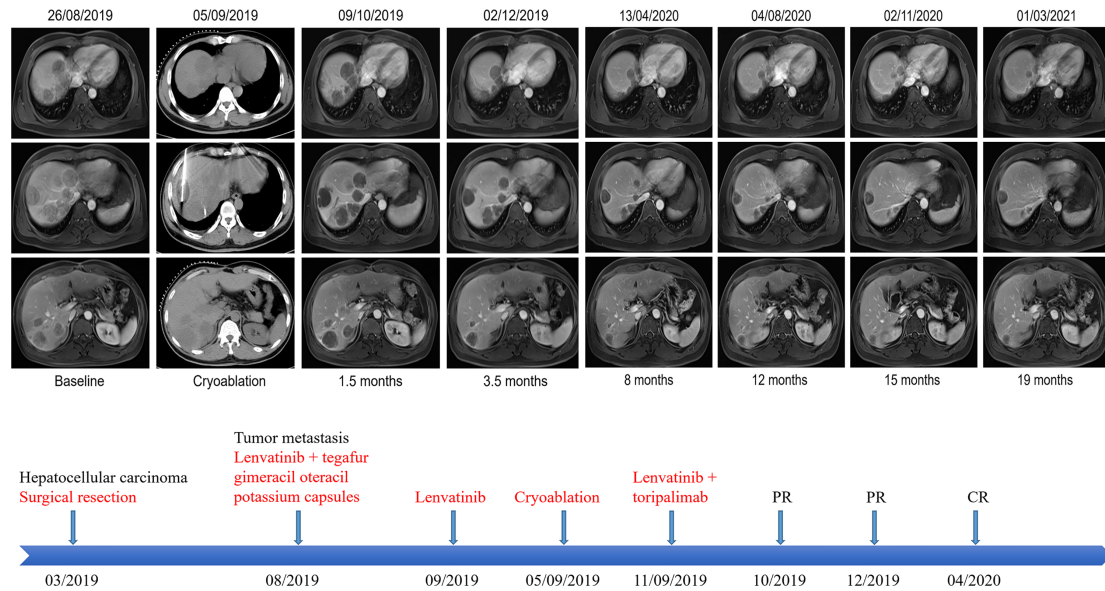 26/08/2019 05/09/2019 09/10/2019 02/12/2019 13/04/2020 04/08/2020 02/11/2020 01/03/2021
Baseline Cryoablation 1.5 months 3.5 months 8 months 12 months 15 months 19 months
Hepatocellular carcinoma
Surgical resection
Tumor metastasis
Lenvatinib + tegafur
gimeracil oteracil
potassium capsules
Lenvatinib
Cryoablation
Lenvatinib +
toripalimab
PR
PR
CR
03/2019 08/2019 09/2019 05/09/2019 11/09/2019 10/2019 12/2019 04/2020